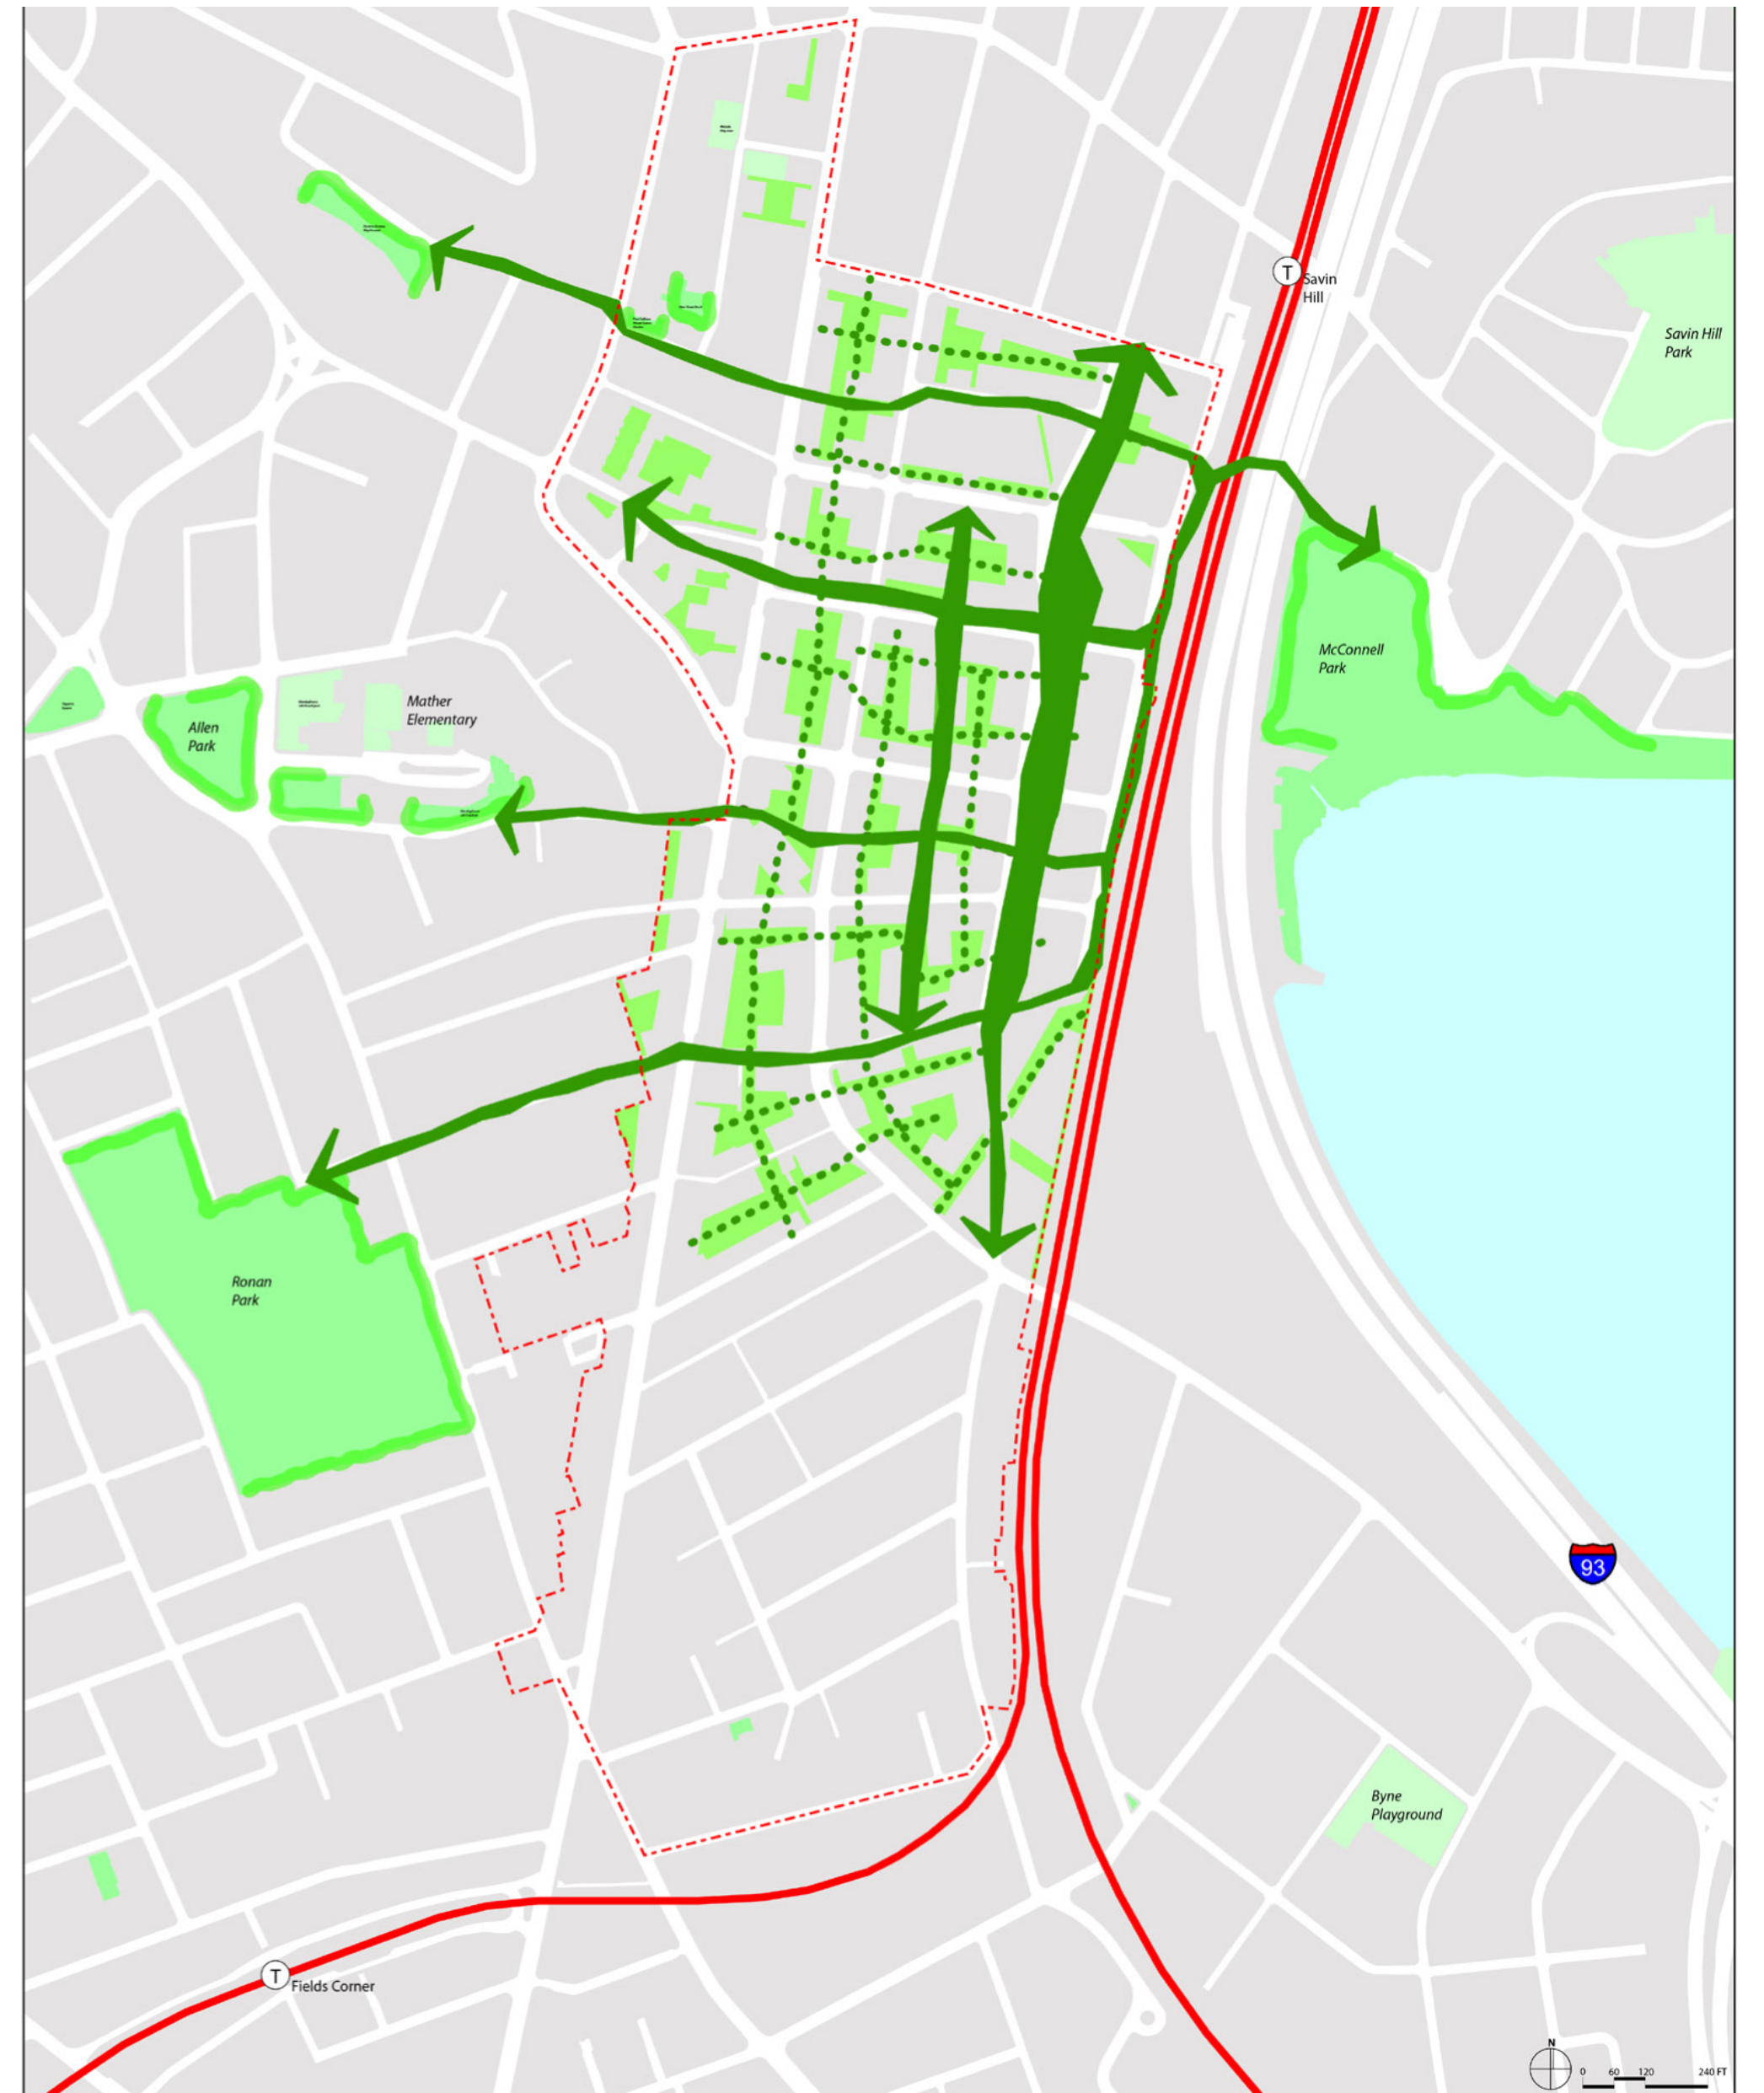 T
Savin
Hill
Savin Hill
Park
McConnell
Park
Mather
Elementary
Allen
Park
Ronan
Park
93
Byne
Playground
T
Fields Corner
N
0 60 120 240 FT